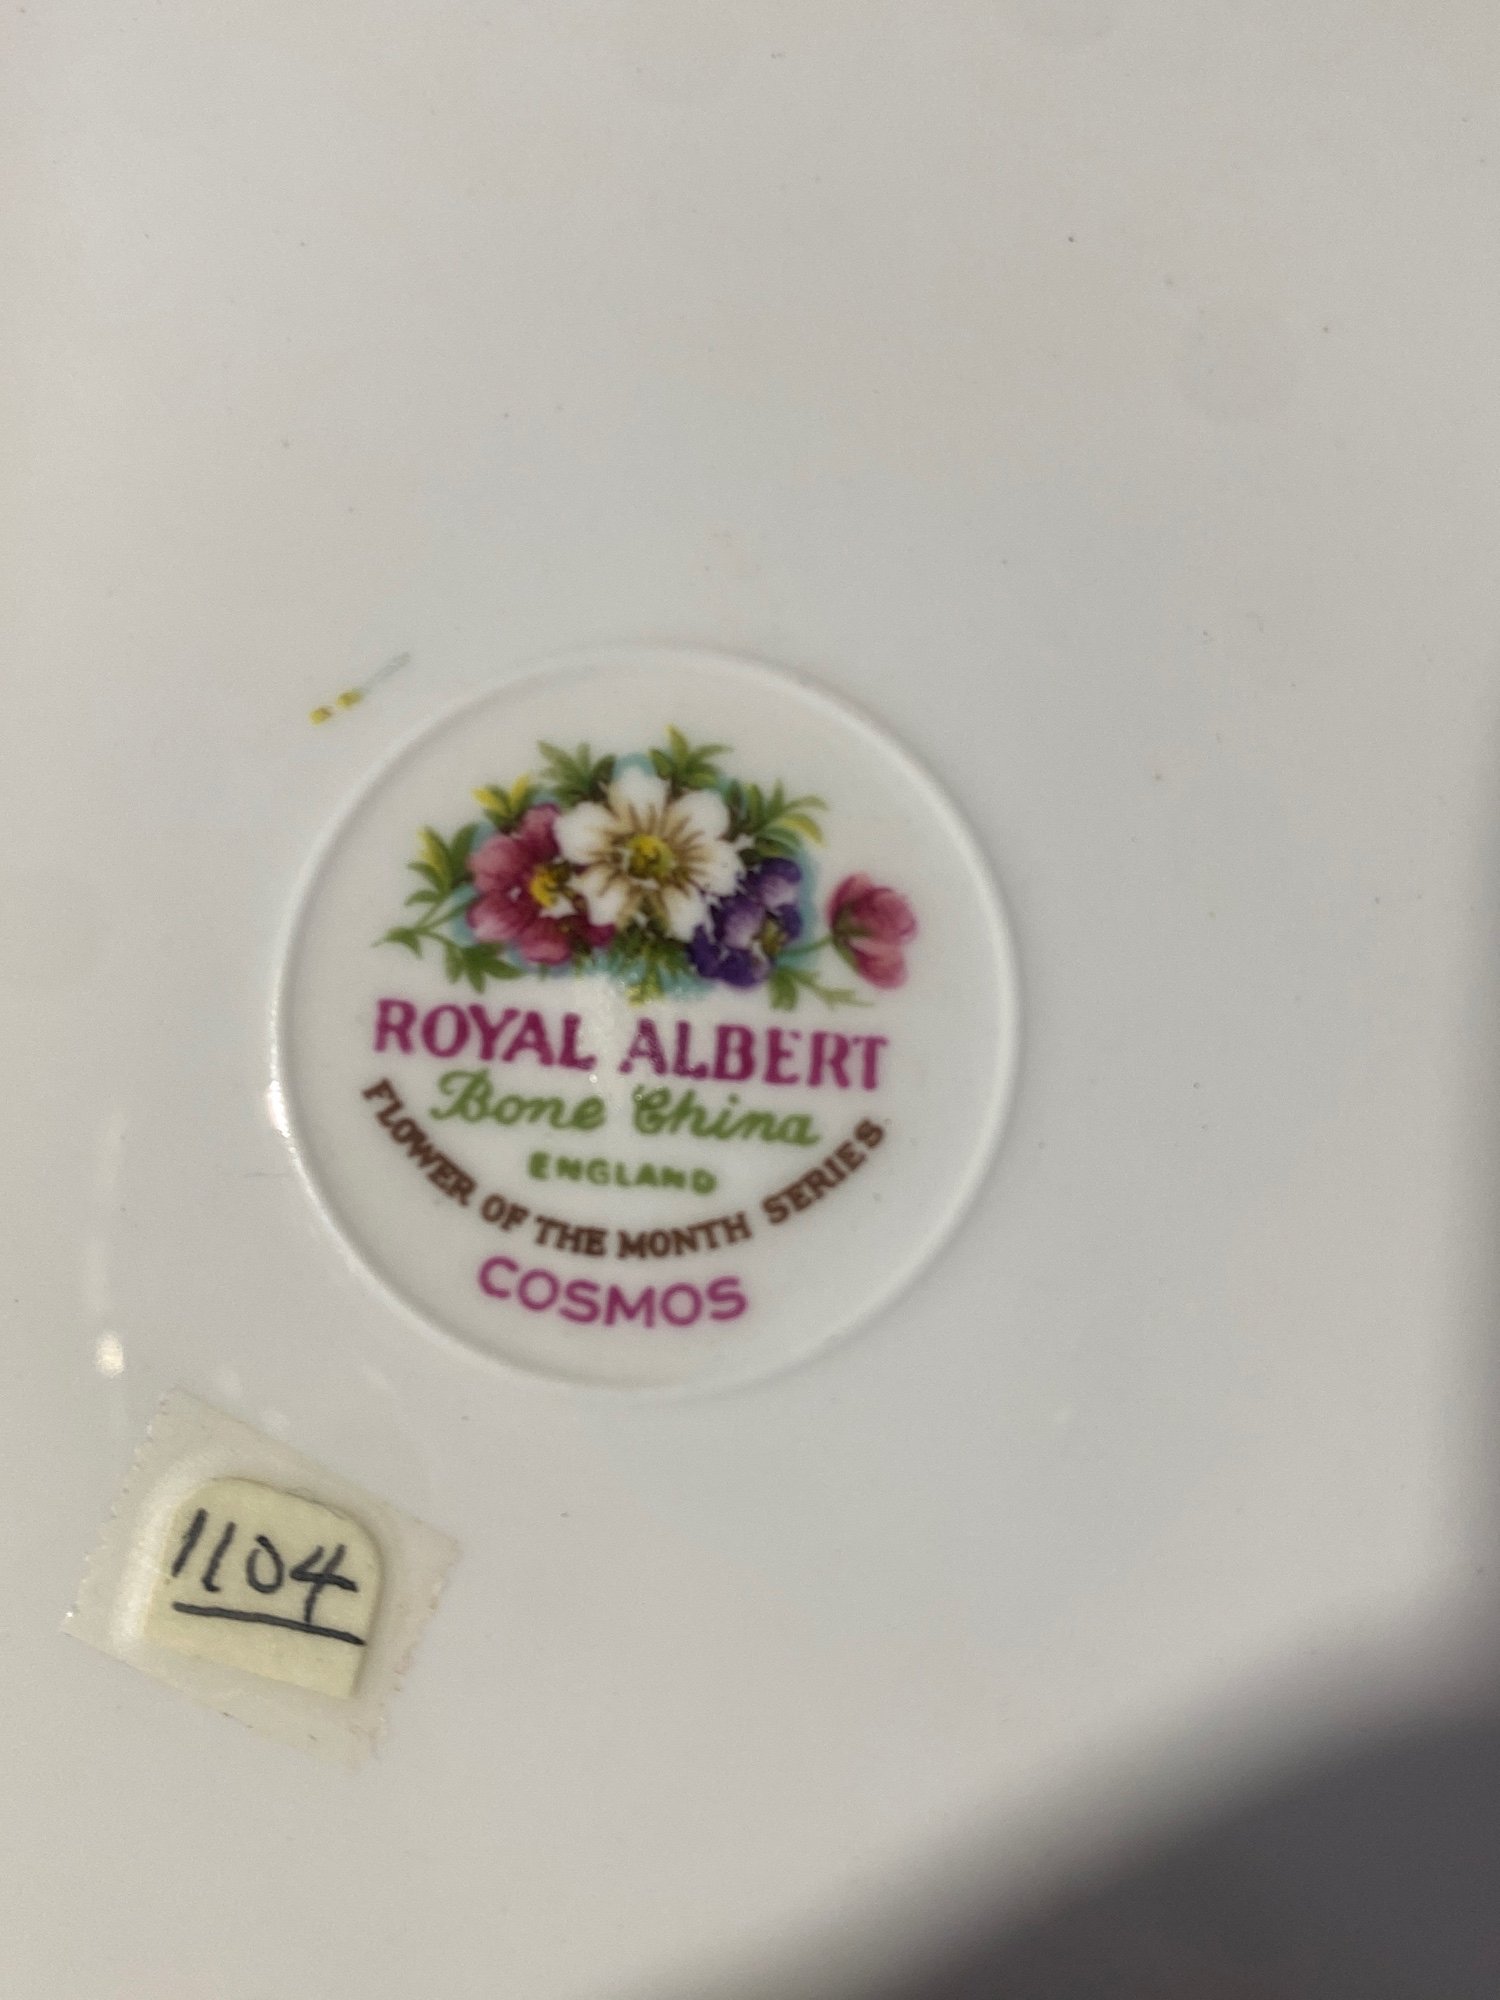 ROYAL ALBERT
Bone China
ENGLAND
FLOWER OF THE MONTH SERIES
COSMOS
1104